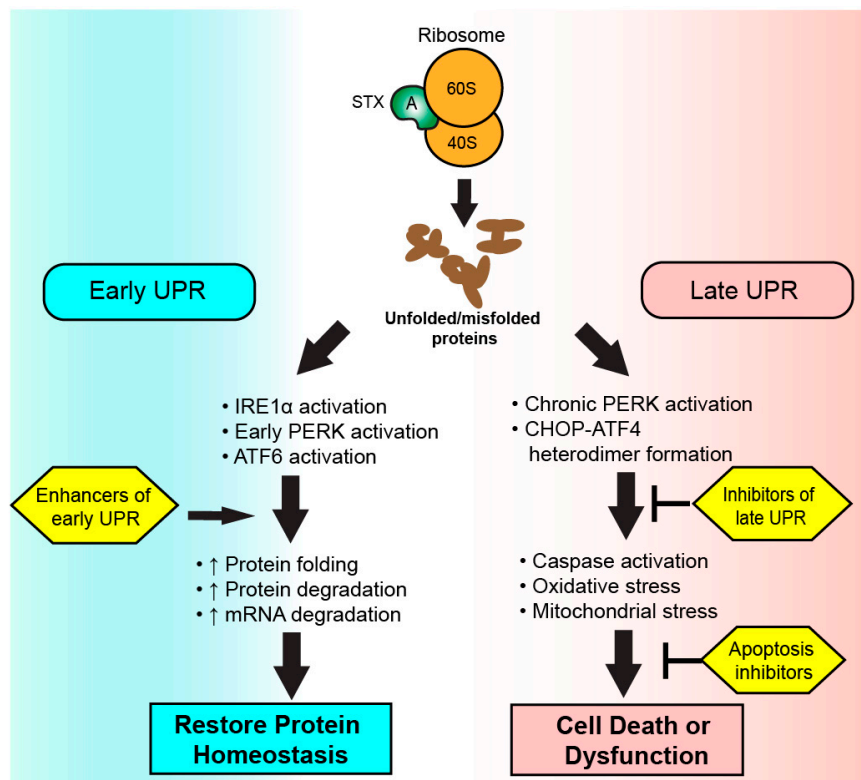 Ribosome
60S
STX
A
40S
Unfolded/misfolded
proteins
Early UPR
Late UPR
• IRE1α activation
• Early PERK activation
• ATF6 activation
• Chronic PERK activation
• CHOP-ATF4
heterodimer formation
Enhancers of
early UPR
Inhibitors of
late UPR
• ↑ Protein folding
• ↑ Protein degradation
• ↑ mRNA degradation
• Caspase activation
• Oxidative stress
• Mitochondrial stress
Apoptosis
inhibitors
Restore Protein
Homeostasis
Cell Death or
Dysfunction